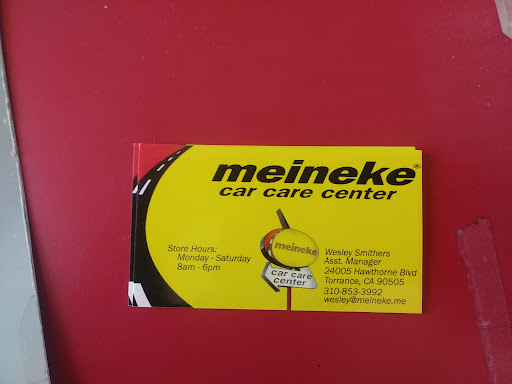 meineke®
car care center
Store Hours:
Monday - Saturday
8am - 6pm
meineke
car care
center
Wesley Smithers
Asst. Manager
24005 Hawthorne Blvd
Torrance, CA 90505
310-853-3992
wesley@meineke.me